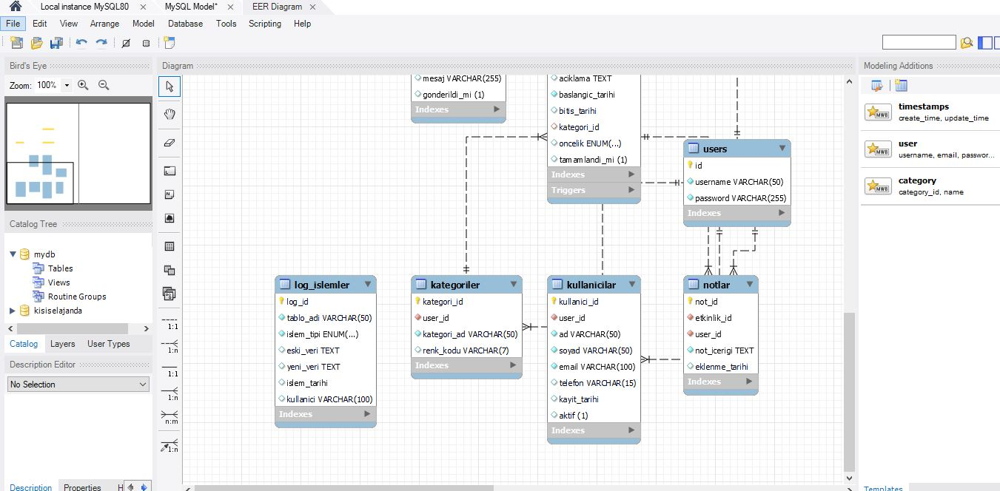 Local instance MySQL80
MySQL Model*
EER Diagram
File Edit View Arrange Model Database Tools Scripting Help
Bird's Eye
Zoom: 100%
Catalog Tree
mydb
Tables
Views
Routine Groups
kisiselajanda
Catalog Layers User Types
Description Editor
No Selection
Description Properties H
Diagram
1:1
1:n
1:1
1:n
n:m
1:n
mesaj VARCHAR(255)
gonderildi_mi (1)
Indexes
aciklama TEXT
baslangic_tarihi
bitis_tarihi
kategori_id
oncelik ENUM(...)
tamamlandi_mi (1)
Indexes
Triggers
users
id
username VARCHAR(50)
password VARCHAR(255)
Indexes
log_islemler
log_id
tablo_adi VARCHAR(50)
islem_tipi ENUM(...)
eski_veri TEXT
yeni_veri TEXT
islem_tarihi
kullanici VARCHAR(100)
Indexes
kategoriler
kategori_id
user_id
kategori_ad VARCHAR(50)
renk_kodu VARCHAR(7)
Indexes
kullanicilar
kullanici_id
user_id
ad VARCHAR(50)
soyad VARCHAR(50)
email VARCHAR(100)
telefon VARCHAR(15)
kayit_tarihi
aktif (1)
Indexes
notlar
not_id
etkinlik_id
user_id
not_icerigi TEXT
eklenme_tarihi
Indexes
Modeling Additions
MWB
timestamps
create_time, update_time
MWB
user
username, email, passwor...
MWB
category
category_id, name
Templates